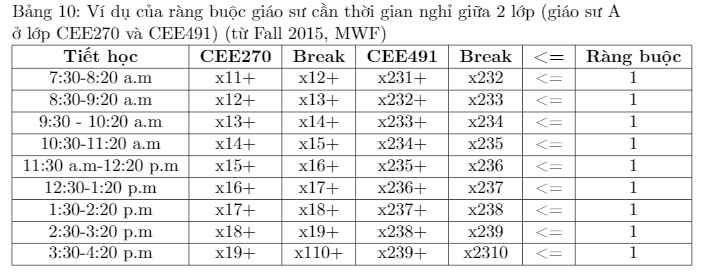 Bảng 10: Ví dụ của ràng buộc giáo sư cần thời gian nghỉ giữa 2 lớp (giáo sư A
ở lớp CEE270 và CEE491) (từ Fall 2015, MWF)
Tiết học CEE270 Break CEE491 Break <= Ràng buộc
7:30-8:20 a.m x11+ x12+ x231+ x232 <= 1
8:30-9:20 a.m x12+ x13+ x232+ x233 <= 1
9:30 - 10:20 a.m x13+ x14+ x233+ x234 <= 1
10:30-11:20 a.m x14+ x15+ x234+ x235 <= 1
11:30 a.m-12:20 p.m x15+ x16+ x235+ x236 <= 1
12:30-1:20 p.m x16+ x17+ x236+ x237 <= 1
1:30-2:20 p.m x17+ x18+ x237+ x238 <= 1
2:30-3:20 p.m x18+ x19+ x238+ x239 <= 1
3:30-4:20 p.m x19+ x110+ x239+ x2310 <= 1